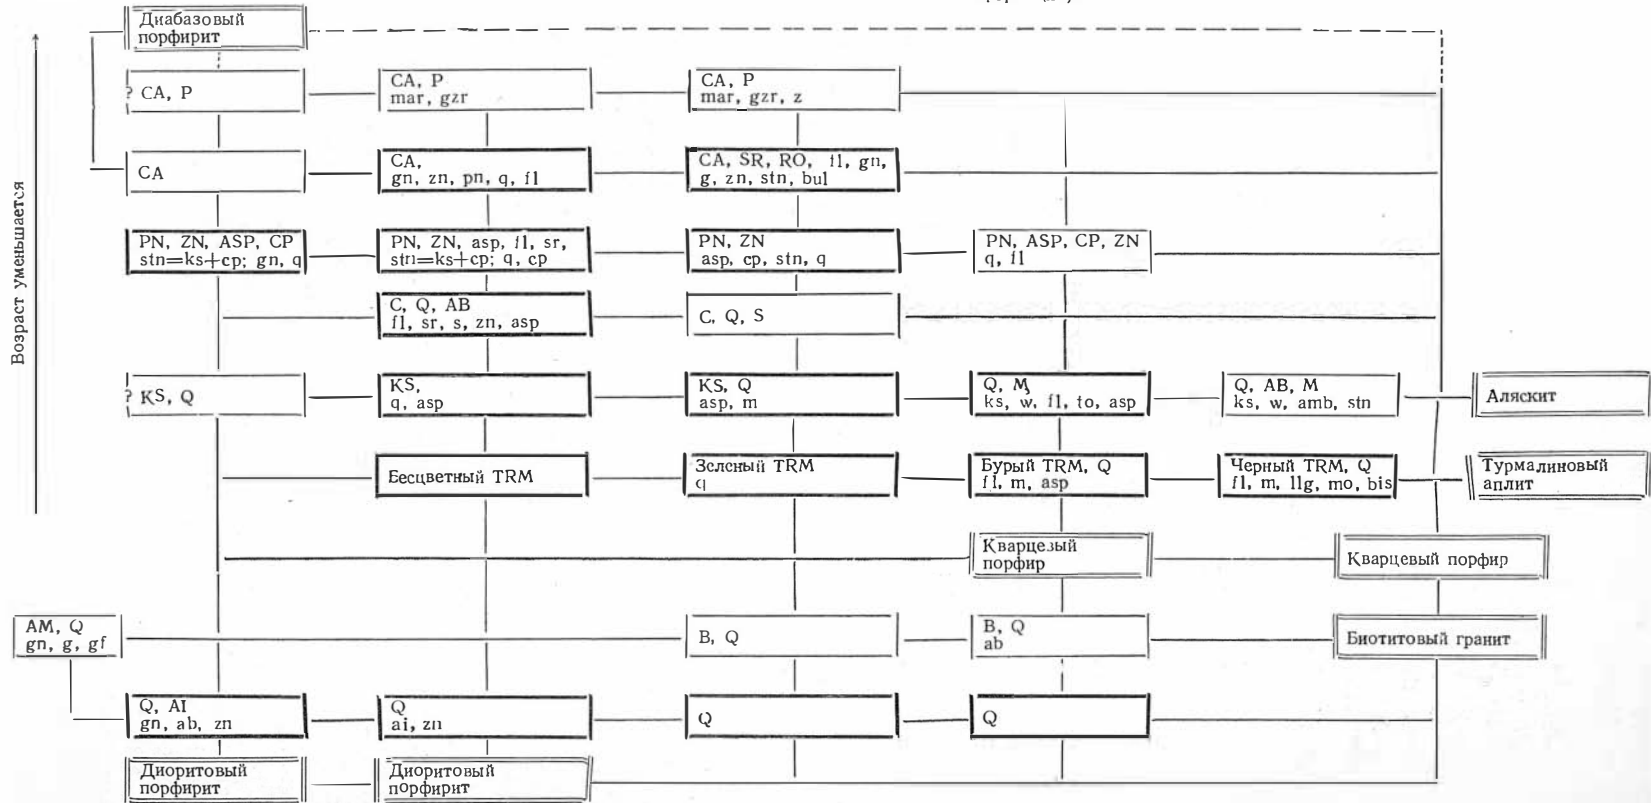 Диабазовый
порфирит
? CA, P
CA, P
mar, gzr
CA, P
mar, gzr, z
CA
CA,
gn, zn, pn, q, fl
CA, SR, RO, fl, gn,
g, zn, stn, bul
PN, ZN, ASP, CP
stn=ks+cp; gn, q
PN, ZN, asp, fl, sr,
stn=ks+cp; q, cp
PN, ZN
asp, cp, stn, q
PN, ASP, CP, ZN
q, fl
Возраст уменьшается
C, Q, AB
fl, sr, s, zn, asp
C, Q, S
? KS, Q
KS,
q, asp
KS, Q
asp, m
Q, M,
ks, w, fl, to, asp
Q, AB, M
ks, w, amb, stn
Аляскит
Бесцветный TRM
Зеленый TRM
q
Бурый TRM, Q
fl, m, asp
Черный TRM, Q
fl, m, llg, mo, bis
Турмалиновый
аплит
Кварцевый
порфир
Кварцевый порфир
AM, Q
gn, g, gf
B, Q
B, Q
ab
Биотитовый гранит
Q, AI
gn, ab, zn
Q
ai, zn
Q
Q
Диоритовый
порфирит
Диоритовый
порфирит